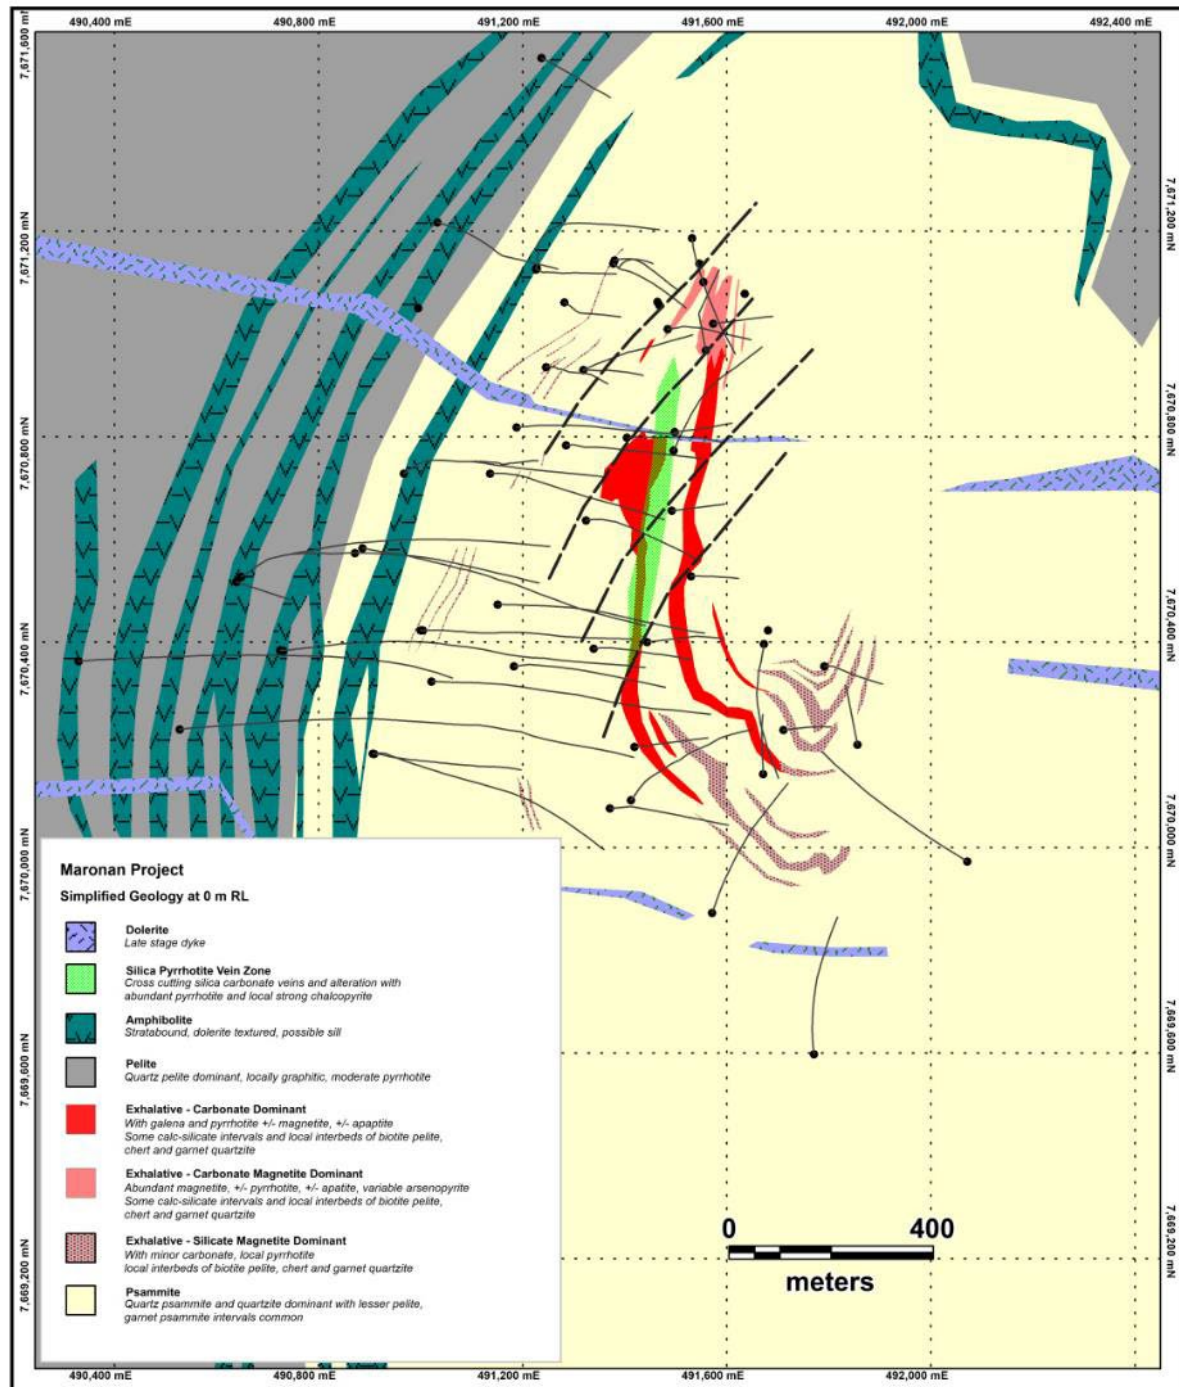 490,400 mE 490,800 mE 491,200 mE 491,600 mE 492,000 mE 492,400 mE
7,671,600 mN
7,671,200 mN 7,671,200 mN
7,670,800 mN 7,670,800 mN
7,670,400 mN 7,670,400 mN
7,670,000 mN 7,670,000 mN
7,669,600 mN 7,669,600 mN
7,669,200 mN 7,669,200 mN
Maronan Project
Simplified Geology at 0 m RL
Dolerite
Late stage dyke
Silica Pyrrhotite Vein Zone
Cross cutting silica carbonate veins and alteration with
abundant pyrrhotite and local strong chalcopyrite
Amphibolite
Stratabound, dolerite textured, possible sill
Pelite
Quartz pelite dominant, locally graphitic, moderate pyrrhotite
Exhalative - Carbonate Dominant
With galena and pyrrhotite +/- magnetite, +/- apaptite
Some calc-silicate intervals and local interbeds of biotite pelite,
chert and garnet quartzite
Exhalative - Carbonate Magnetite Dominant
Abundant magnetite, +/- pyrrhotite, +/- apatite, variable arsenopyrite
Some calc-silicate intervals and local interbeds of biotite pelite,
chert and garnet quartzite
Exhalative - Silicate Magnetite Dominant
With minor carbonate, local pyrrhotite
local interbeds of biotite pelite, chert and garnet quartzite
Psammite
Quartz psammite and quartzite dominant with lesser pelite,
garnet psammite intervals common
0 400
meters
490,400 mE 490,800 mE 491,200 mE 491,600 mE 492,000 mE